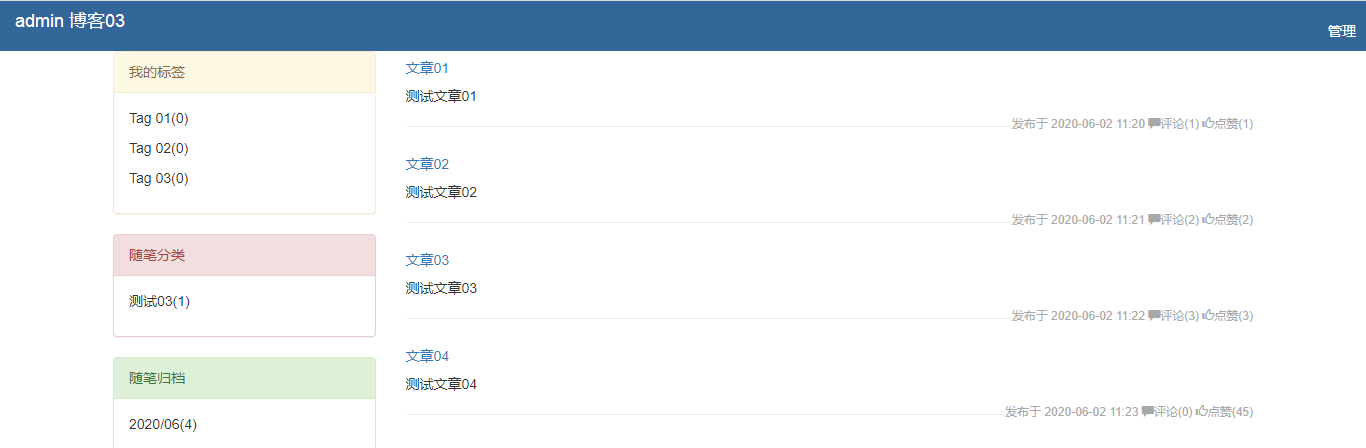 admin 博客03
管理
我的标签
Tag 01(0)
Tag 02(0)
Tag 03(0)
随笔分类
测试03(1)
随笔归档
2020/06(4)
文章01
测试文章01
发布于 2020-06-02 11:20 评论(1) 点赞(1)
文章02
测试文章02
发布于 2020-06-02 11:21 评论(2) 点赞(2)
文章03
测试文章03
发布于 2020-06-02 11:22 评论(3) 点赞(3)
文章04
测试文章04
发布于 2020-06-02 11:23 评论(0) 点赞(45)